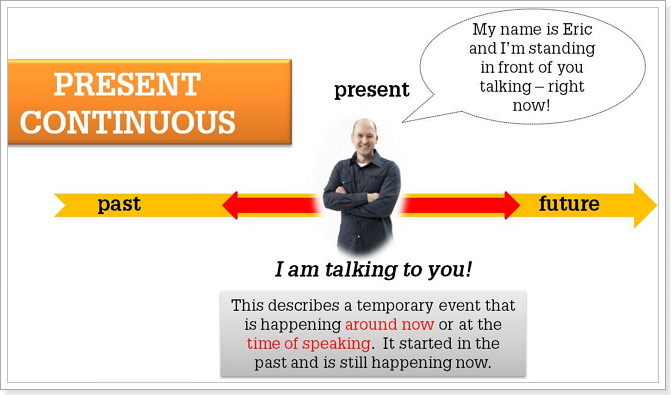 My name is Eric
and I'm standing
in front of you
talking – right
now!
PRESENT
CONTINUOUS
present
past
future
I am talking to you!
This describes a temporary event that
is happening around now or at the
time of speaking. It started in the
past and is still happening now.